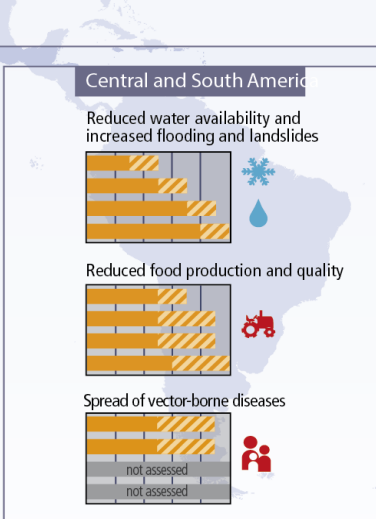 Central and South America
Reduced water availability and
increased flooding and landslides
Reduced food production and quality
Spread of vector-borne diseases
not assessed
not assessed